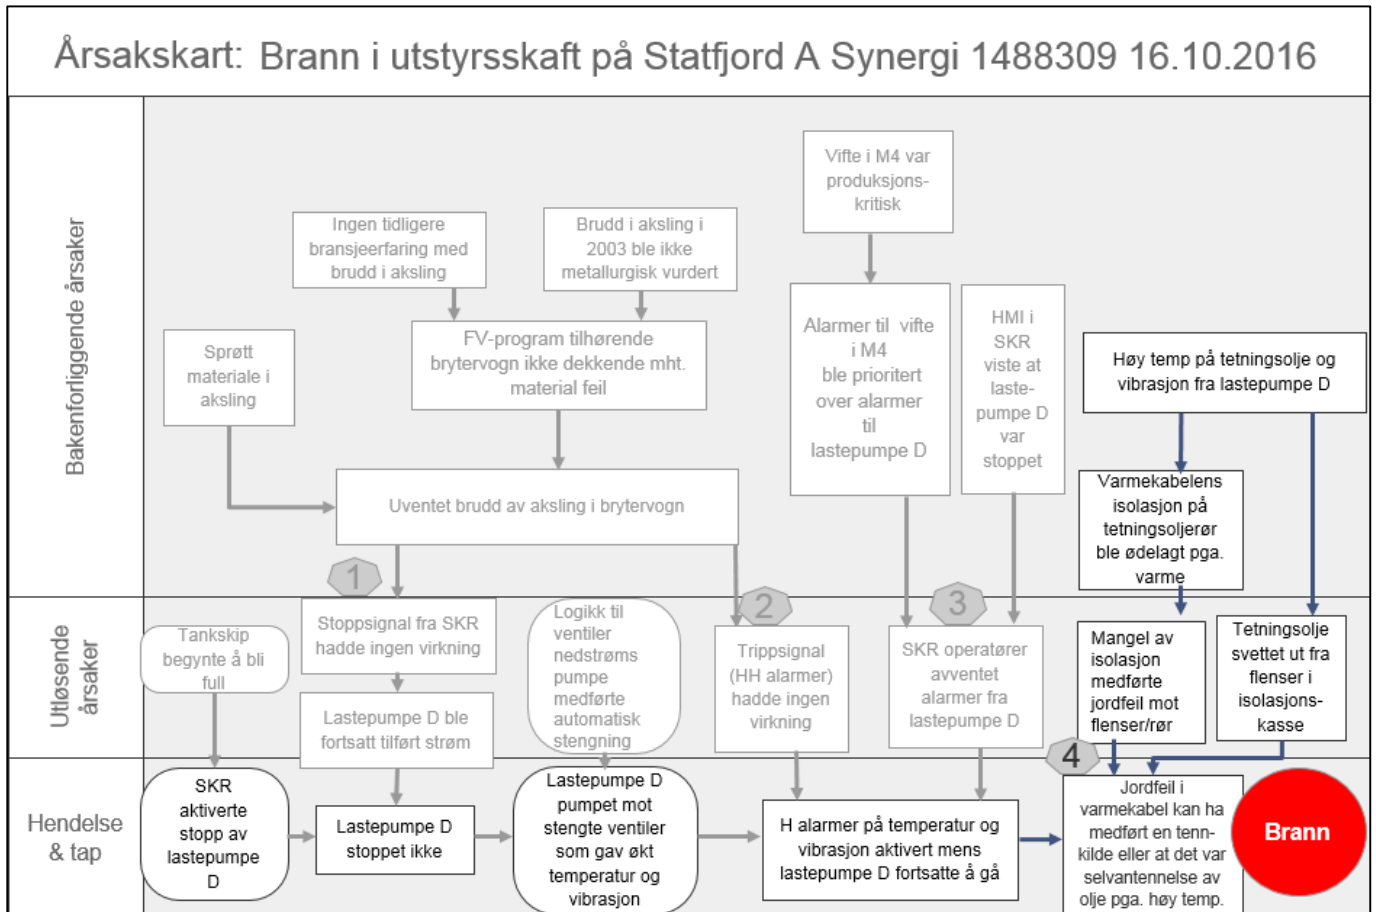 Årsakskart: Brann i utstyrsskaft på Statfjord A Synergi 1488309 16.10.2016
Bakenforliggende årsaker
Vifte i M4 var
produksjons-
kritisk
Ingen tidligere
bransjeerfaring med
brudd i aksling
Brudd i aksling i
2003 ble ikke
metallurgisk vurdert
Sprøtt
materiale i
aksling
FV-program tilhørende
brytervogn ikke dekkende mht.
material feil
Alarmer til vifte
i M4
ble prioritert
over alarmer
til
lastepumpe D
HMI i
SKR
viste at
laste-
pumpe D
var
stoppet
Høy temp på tetningsolje og
vibrasjon fra lastepumpe D
Uventet brudd av aksling i brytervogn
Varmekabelens
isolasjon på
tetningsoljerør
ble ødelagt pga.
varme
Utløsende
årsaker
Tankskip
begynte å bli
full
1
Stoppsignal fra SKR
hadde ingen virkning
Lastepumpe D ble
fortsatt tilført strøm
Logikk til
ventiler
nedstrøms
pumpe
medførte
automatisk
stengning
2
Trippsignal
(HH alarmer)
hadde ingen
virkning
3
SKR operatører
avventet
alarmer fra
lastepumpe D
Mangel av
isolasjon
medførte
jordfeil mot
flenser/rør
Tetningsolje
svettet ut fra
flenser i
isolasjons-
kasse
Hendelse
& tap
SKR
aktiverte
stopp av
lastepumpe
D
Lastepumpe D
stoppet ikke
Lastepumpe D
pumpet mot
stengte ventiler
som gav økt
temperatur og
vibrasjon
H alarmer på temperatur og
vibrasjon aktivert mens
lastepumpe D fortsatte å gå
4
Jordfeil i
varmekabel kan ha
medført en tenn-
kilde eller at det var
selvantennelse av
olje pga. høy temp.
Brann